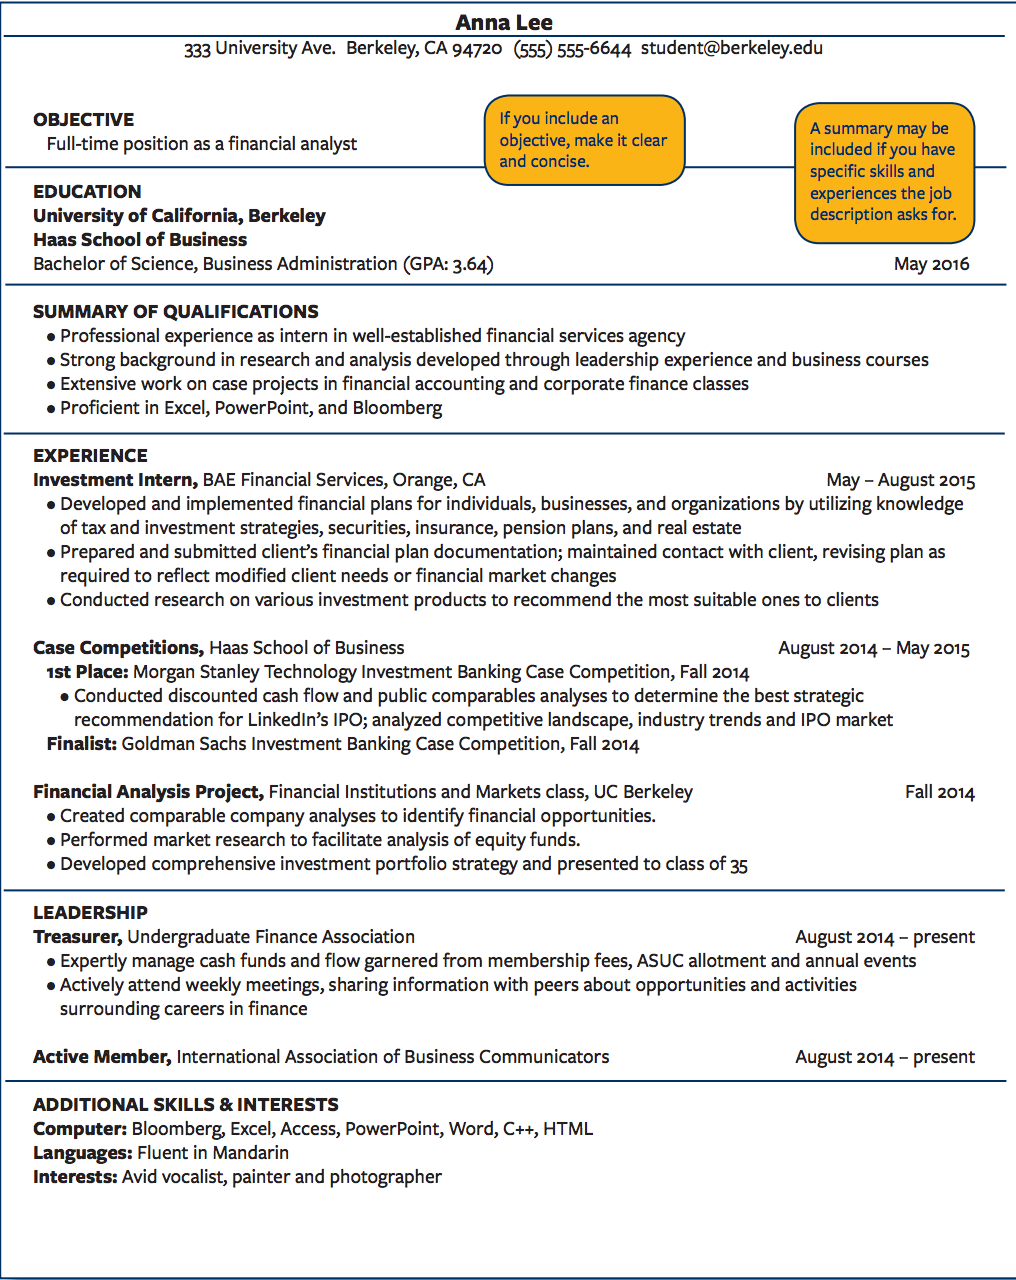 Anna Lee
333 University Ave.  Berkeley, CA 94720  (555) 555-6644  student@berkeley.edu
OBJECTIVE
Full-time position as a financial analyst
If you include an
objective, make it clear
and concise.
A summary may be
included if you have
specific skills and
experiences the job
description asks for.
EDUCATION
University of California, Berkeley
Haas School of Business
Bachelor of Science, Business Administration (GPA: 3.64) May 2016
SUMMARY OF QUALIFICATIONS
• Professional experience as intern in well-established financial services agency
• Strong background in research and analysis developed through leadership experience and business courses
• Extensive work on case projects in financial accounting and corporate finance classes
• Proficient in Excel, PowerPoint, and Bloomberg
EXPERIENCE
Investment Intern, BAE Financial Services, Orange, CA May – August 2015
• Developed and implemented financial plans for individuals, businesses, and organizations by utilizing knowledge
of tax and investment strategies, securities, insurance, pension plans, and real estate
• Prepared and submitted client's financial plan documentation; maintained contact with client, revising plan as
required to reflect modified client needs or financial market changes
• Conducted research on various investment products to recommend the most suitable ones to clients
Case Competitions, Haas School of Business August 2014 – May 2015
1st Place: Morgan Stanley Technology Investment Banking Case Competition, Fall 2014
• Conducted discounted cash flow and public comparables analyses to determine the best strategic
recommendation for LinkedIn's IPO; analyzed competitive landscape, industry trends and IPO market
Finalist: Goldman Sachs Investment Banking Case Competition, Fall 2014
Financial Analysis Project, Financial Institutions and Markets class, UC Berkeley Fall 2014
• Created comparable company analyses to identify financial opportunities.
• Performed market research to facilitate analysis of equity funds.
• Developed comprehensive investment portfolio strategy and presented to class of 35
LEADERSHIP
Treasurer, Undergraduate Finance Association August 2014 – present
• Expertly manage cash funds and flow garnered from membership fees, ASUC allotment and annual events
• Actively attend weekly meetings, sharing information with peers about opportunities and activities
surrounding careers in finance
Active Member, International Association of Business Communicators August 2014 – present
ADDITIONAL SKILLS & INTERESTS
Computer: Bloomberg, Excel, Access, PowerPoint, Word, C++, HTML
Languages: Fluent in Mandarin
Interests: Avid vocalist, painter and photographer